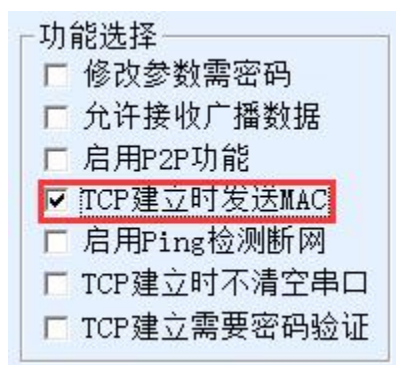 功能选择
修改参数需密码
允许接收广播数据
启用P2P功能
TCP建立时发送MAC
启用Ping检测断网
TCP建立时不清空串口
TCP建立需要密码验证